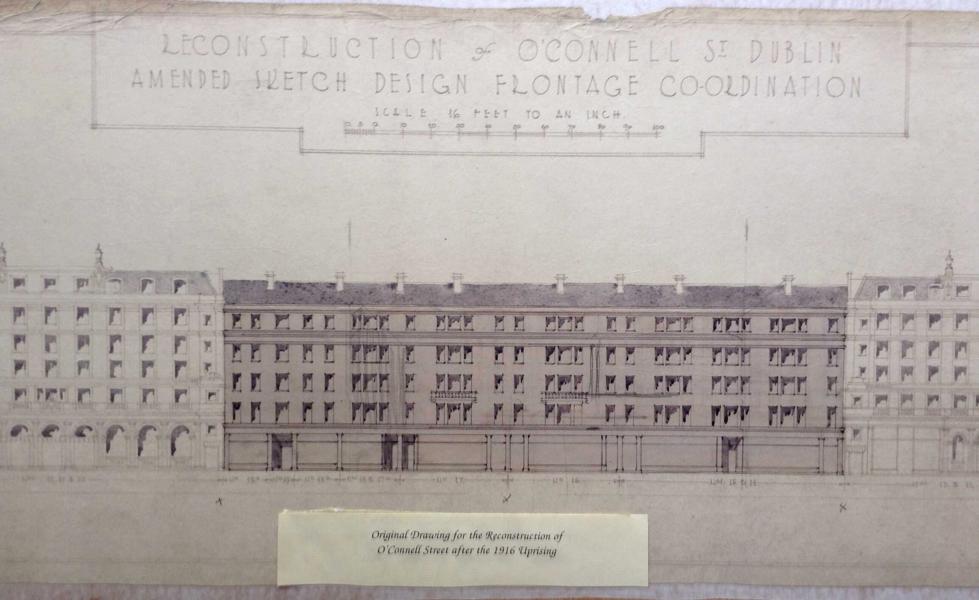 RECONSTRUCTION of O'CONNELL ST DUBLIN
AMENDED SKETCH DESIGN FRONTAGE CO-ORDINATION
SCALE 16 FEET TO AN INCH.
Original Drawing for the Reconstruction of
O'Connell Street after the 1916 Uprising